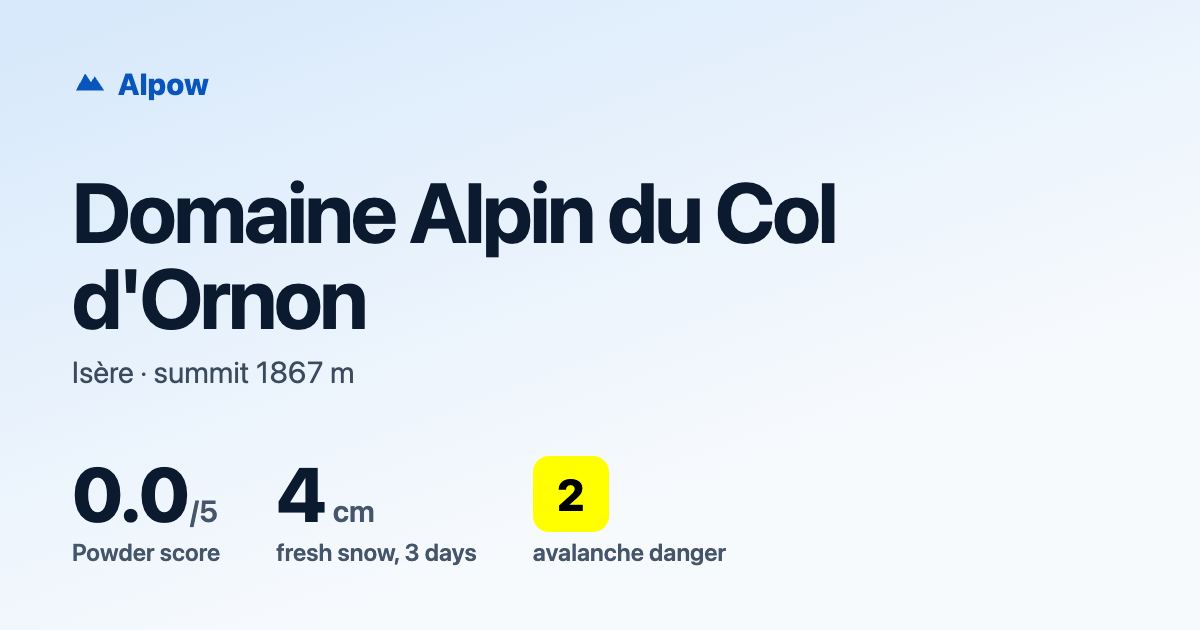 Alpow
Domaine Alpin du Col
d'Ornon
Isère · summit 1867 m
0.0/5
Powder score
4 cm
fresh snow, 3 days
2
avalanche danger